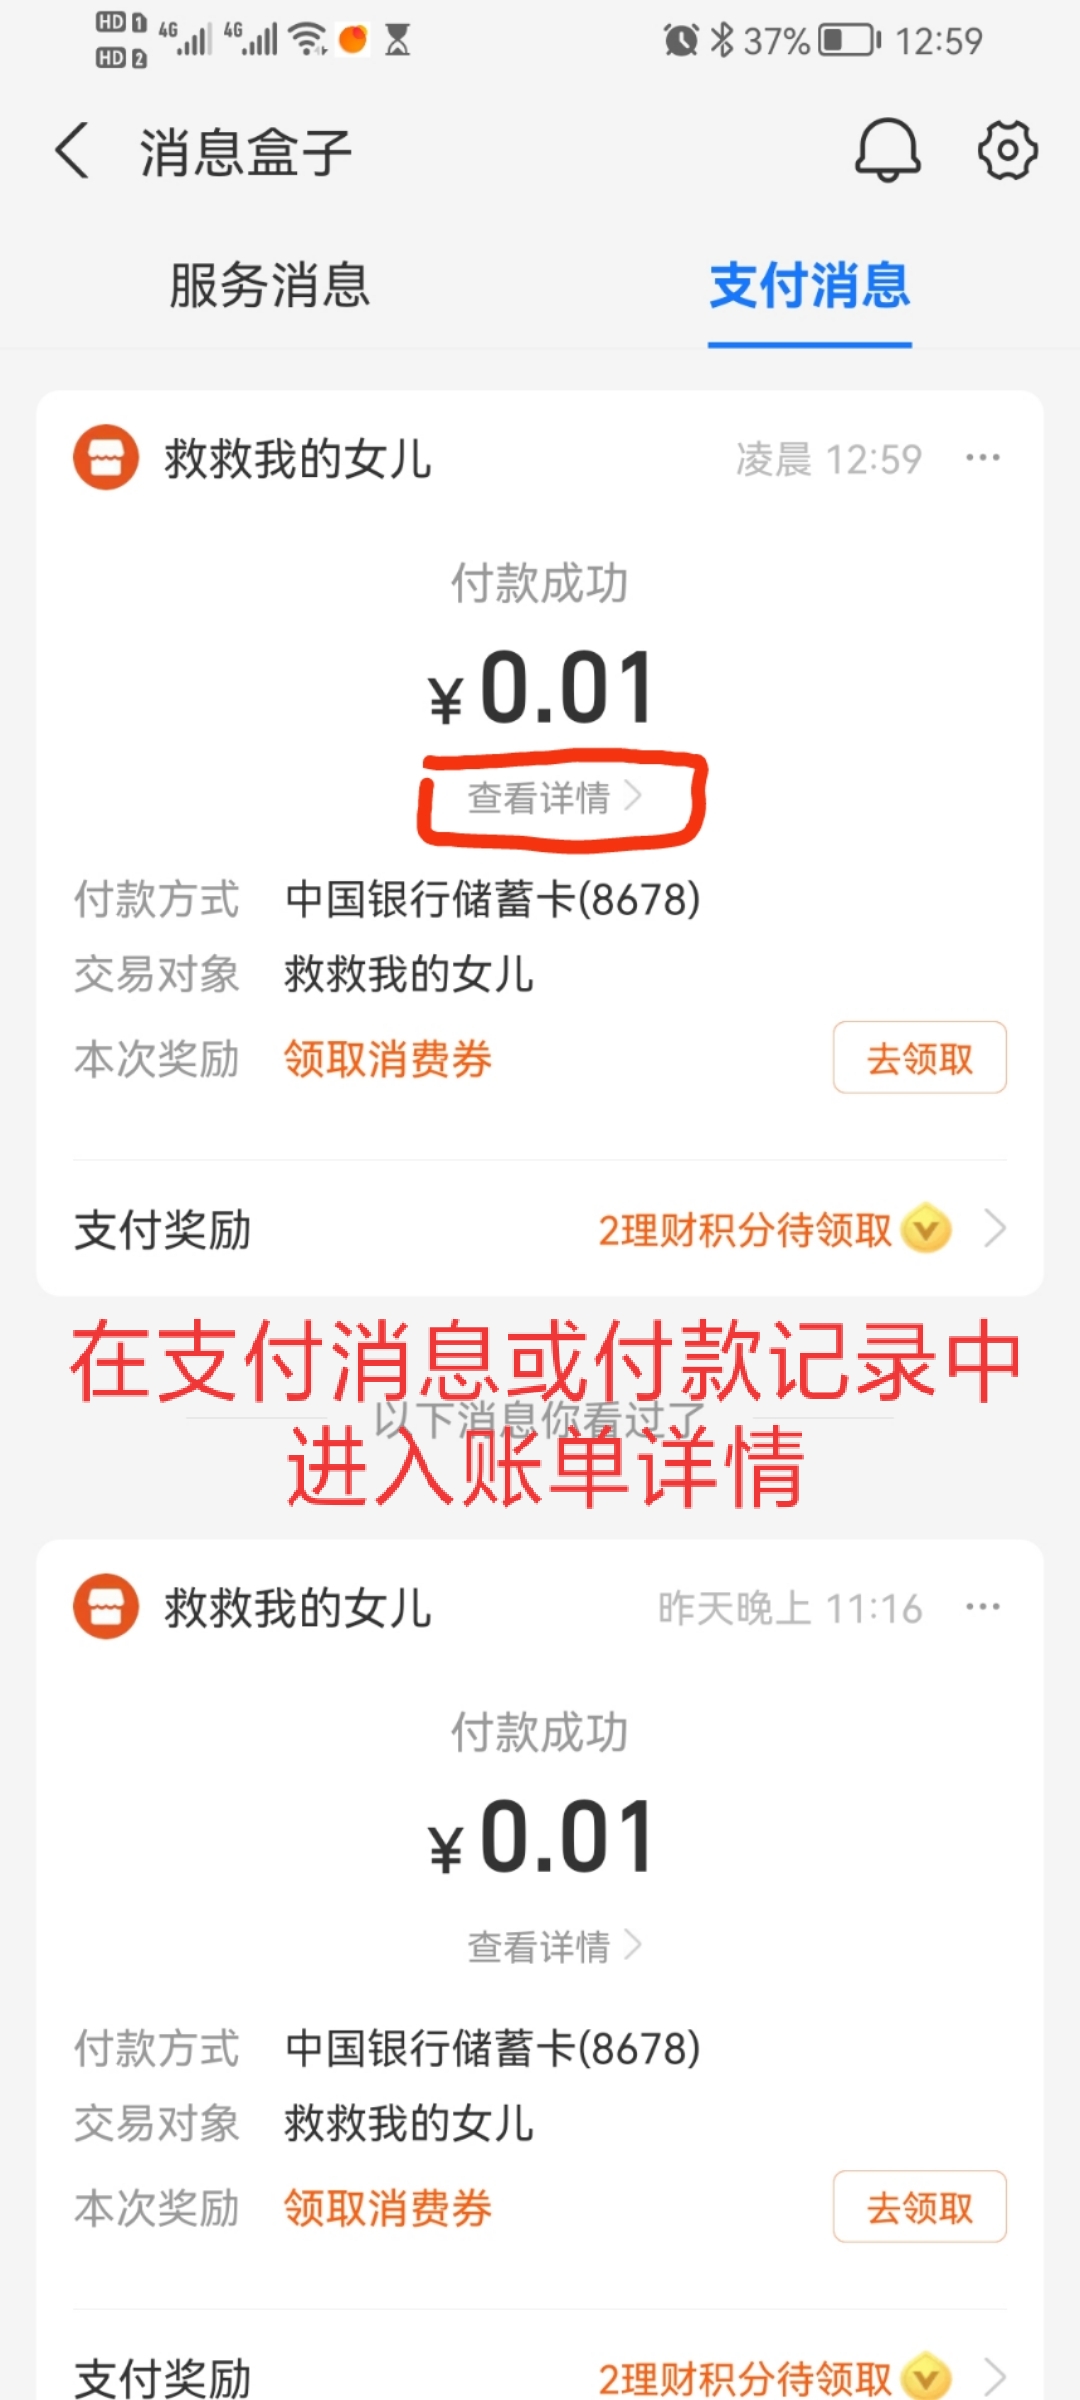 HD 1 4G 4G 37% 12:59
HD 2
消息盒子
服务消息 支付消息
救救我的女儿 凌晨 12:59
付款成功
¥0.01
查看详情
付款方式 中国银行储蓄卡(8678)
交易对象 救救我的女儿
本次奖励 领取消费券 去领取
支付奖励 2理财积分待领取
在支付消息或付款记录中
以下消息你看过了
进入账单详情
救救我的女儿 昨天晚上 11:16
付款成功
¥0.01
查看详情
付款方式 中国银行储蓄卡(8678)
交易对象 救救我的女儿
本次奖励 领取消费券 去领取
支付奖励 2理财积分待领取